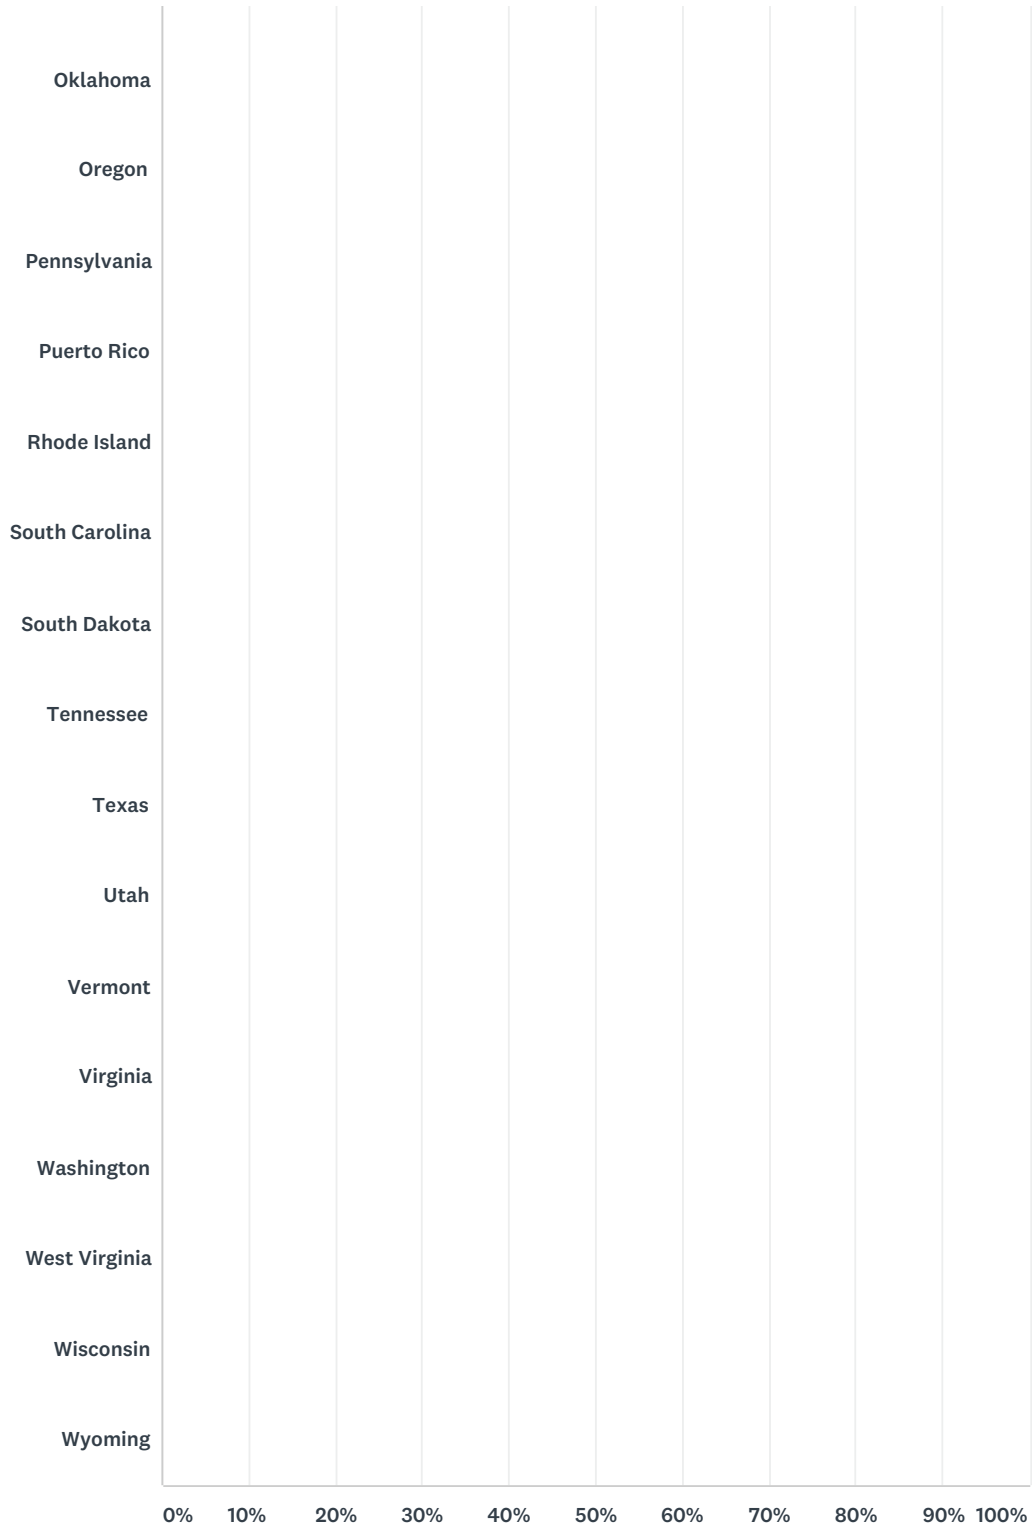 Oklahoma
Oregon
Pennsylvania
Puerto Rico
Rhode Island
South Carolina
South Dakota
Tennessee
Texas
Utah
Vermont
Virginia
Washington
West Virginia
Wisconsin
Wyoming
0% 10% 20% 30% 40% 50% 60% 70% 80% 90% 100%